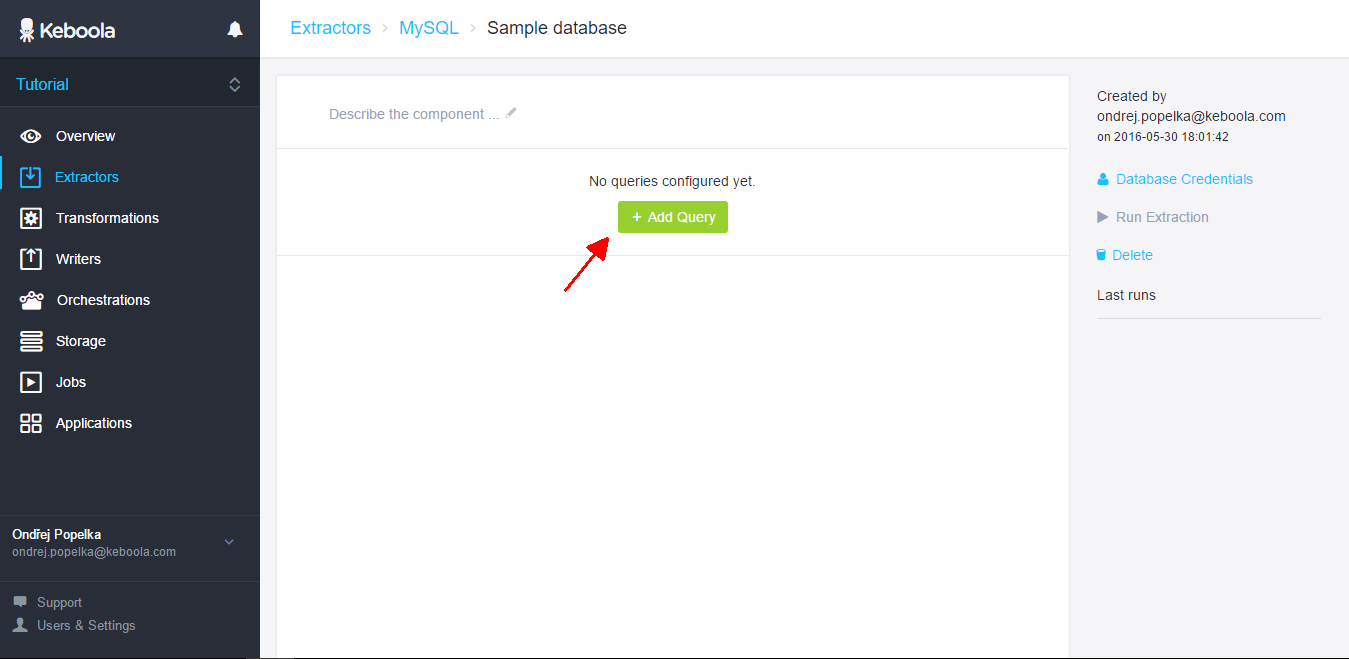 Keboola
Tutorial
Overview
Extractors
Transformations
Writers
Orchestrations
Storage
Jobs
Applications
Ondřej Popelka
ondrej.popelka@keboola.com
Support
Users & Settings
Extractors > MySQL > Sample database
Describe the component ...
No queries configured yet.
+ Add Query
Created by
ondrej.popelka@keboola.com
on 2016-05-30 18:01:42
Database Credentials
Run Extraction
Delete
Last runs